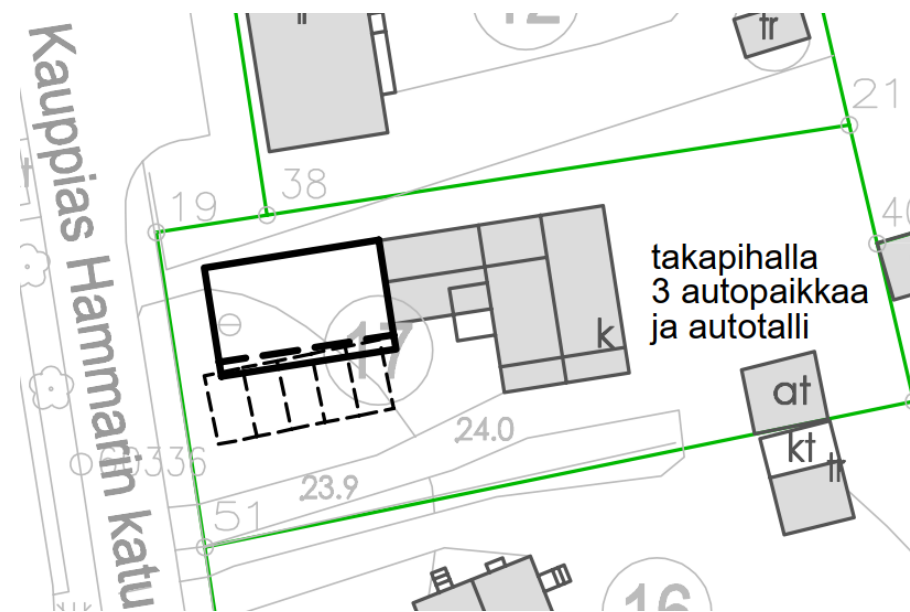 12
tr
21
Kauppias Hammarin katu
38
19
40
takapihalla
3 autopaikkaa
ja autotalli
17
k
at
24.0
kt
tr
23.9
51
16